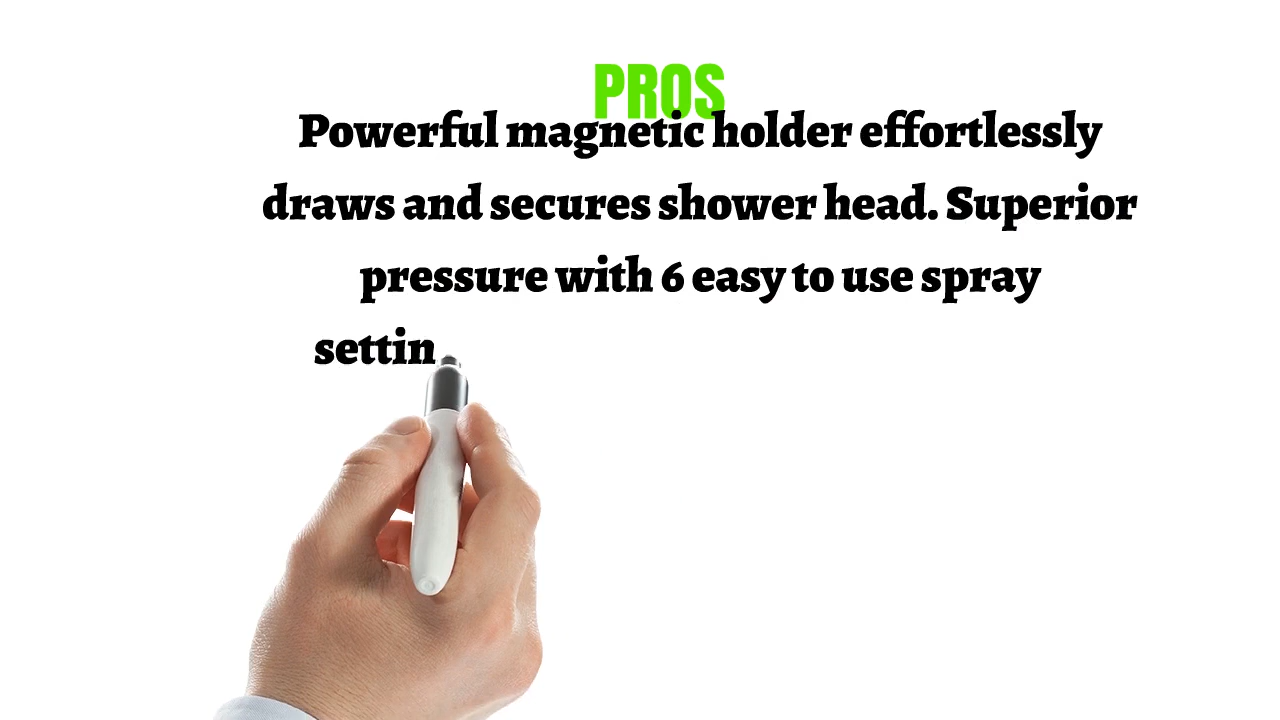 PROS
Powerful magnetic holder effortlessly
draws and secures shower head. Superior
pressure with 6 easy to use spray
settin